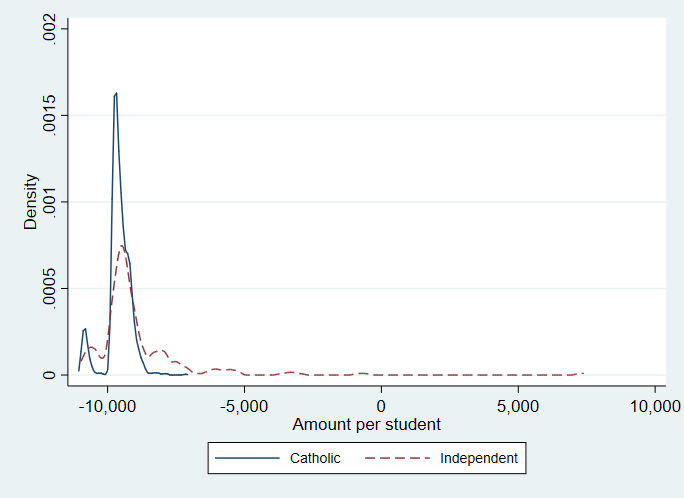 .002
.0015
.001
.0005
0
Density
-10,000 -5,000 0 5,000 10,000
Amount per student
Catholic Independent